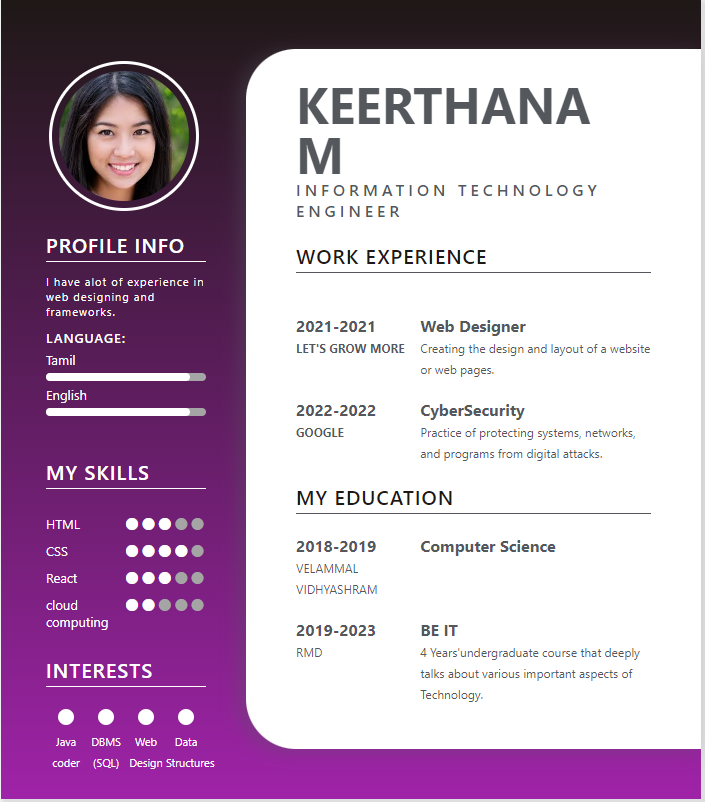 KEERTHANA
M
INFORMATION TECHNOLOGY
ENGINEER
PROFILE INFO
I have alot of experience in
web designing and
frameworks.
LANGUAGE:
Tamil
English
MY SKILLS
HTML
CSS
React
cloud
computing
INTERESTS
Java DBMS Web Data
coder (SQL) Design Structures
WORK EXPERIENCE
2021-2021 Web Designer
LET'S GROW MORE Creating the design and layout of a website
or web pages.
2022-2022 CyberSecurity
GOOGLE Practice of protecting systems, networks,
and programs from digital attacks.
MY EDUCATION
2018-2019 Computer Science
VELAMMAL
VIDHYASHRAM
2019-2023 BE IT
RMD 4 Years'undergraduate course that deeply
talks about various important aspects of
Technology.